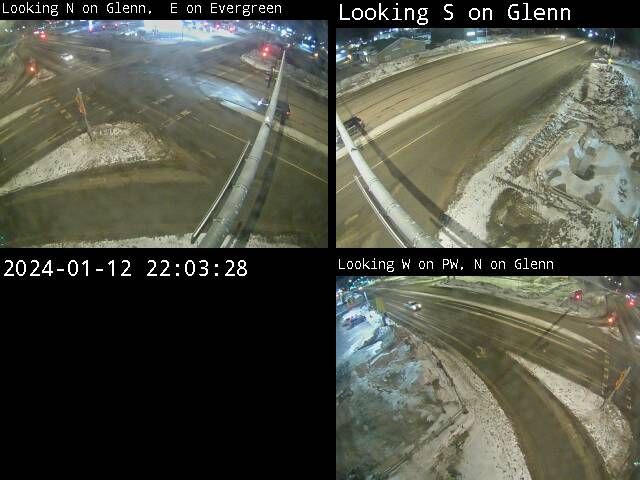 Looking N on Glenn,  E on Evergreen
Looking S on Glenn
2024-01-12 22:03:28
Looking W on PW, N on Glenn